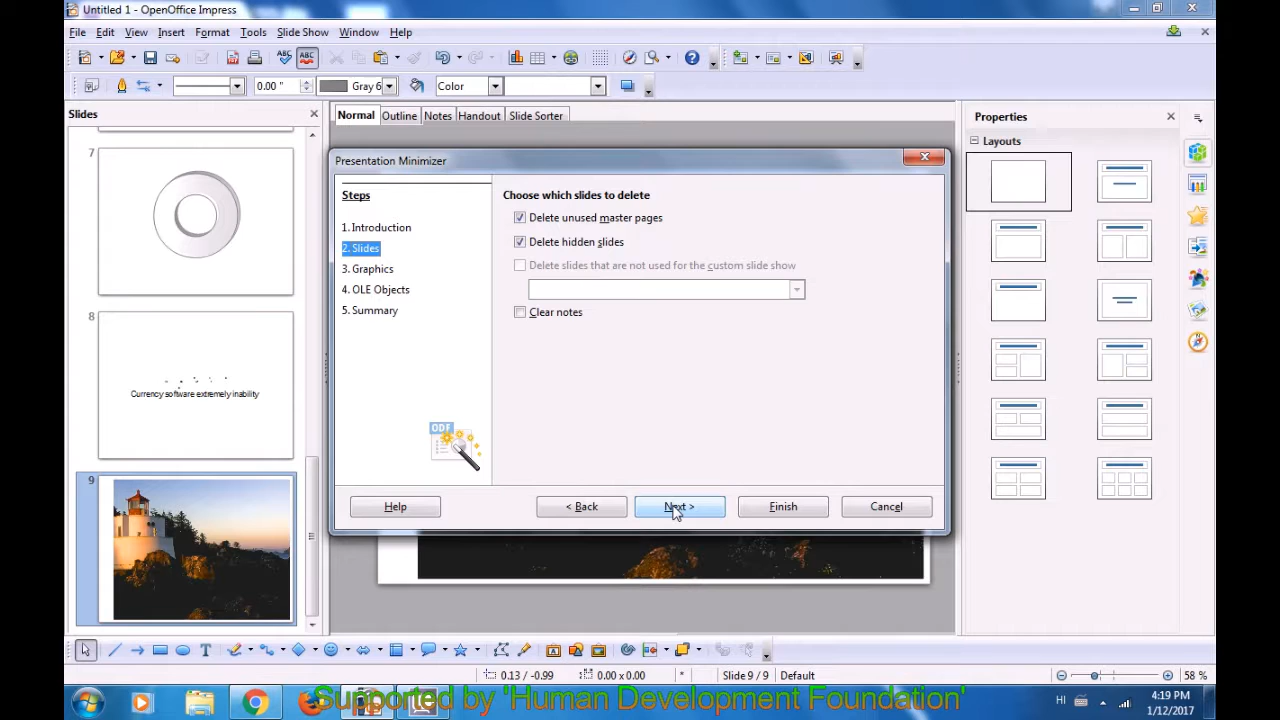 Untitled 1 - OpenOffice Impress
File Edit View Insert Format Tools Slide Show Window Help
0.00 " Gray 6 Color
Slides
Normal Outline Notes Handout Slide Sorter
Properties
Layouts
7
8
Currency software extremely inability
9
Presentation Minimizer
Steps
1. Introduction
2. Slides
3. Graphics
4. OLE Objects
5. Summary
ODF
Choose which slides to delete
Delete unused master pages
Delete hidden slides
Delete slides that are not used for the custom slide show
Clear notes
Help < Back Next > Finish Cancel
0.13 / -0.99 0.00 x 0.00 * Slide 9 / 9 Default 58 %
Supported by 'Human Development Foundation'
HI 4:19 PM
1/12/2017